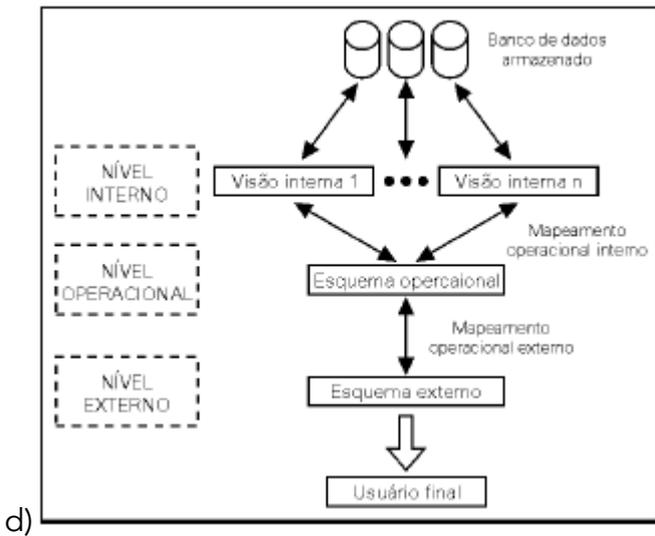 Banco de dados
armazenado
NÍVEL
INTERNO
Visão interna 1
Visão interna n
Mapeamento
operacional interno
NÍVEL
OPERACIONAL
Esquema opercaional
Mapeamento
operacional externo
NÍVEL
EXTERNO
Esquema externo
Usuário final
d)